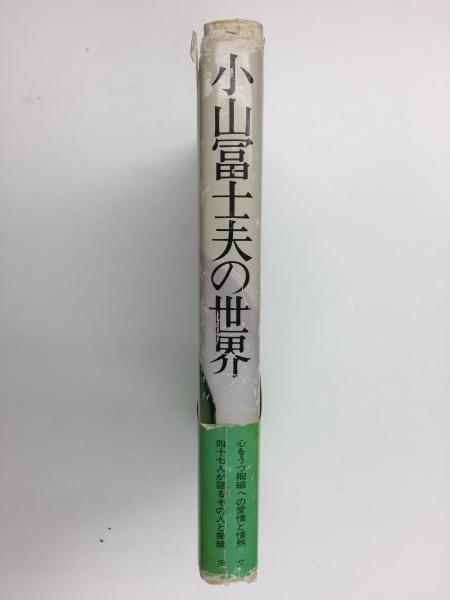 小山冨士夫の世界
心をうつ陶磁への愛情と情熱
四十七人が語るその人と業績